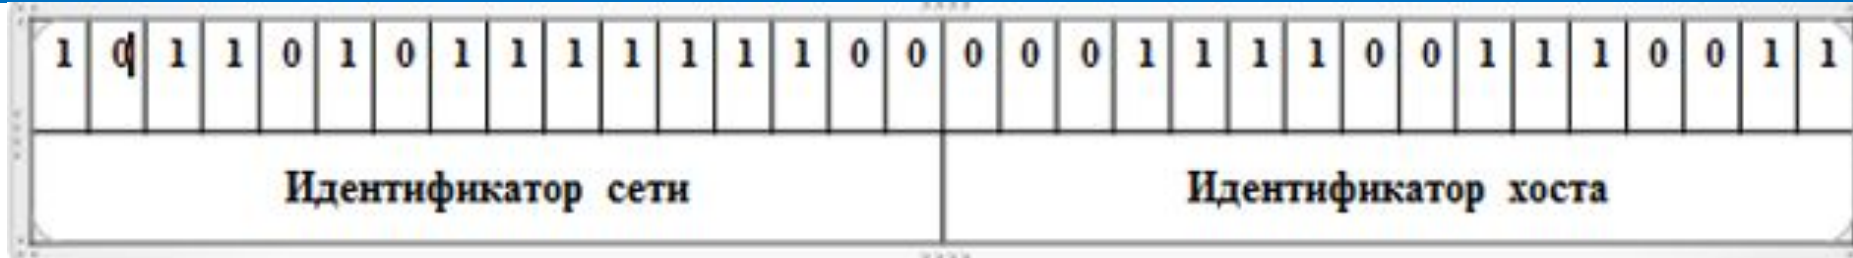 1 0 1 1 0 1 0 1 1 1 1 1 1 1 0 0 0 0 0 1 1 1 1 0 0 1 1 1 0 0 1 1
Идентификатор сети Идентификатор хоста